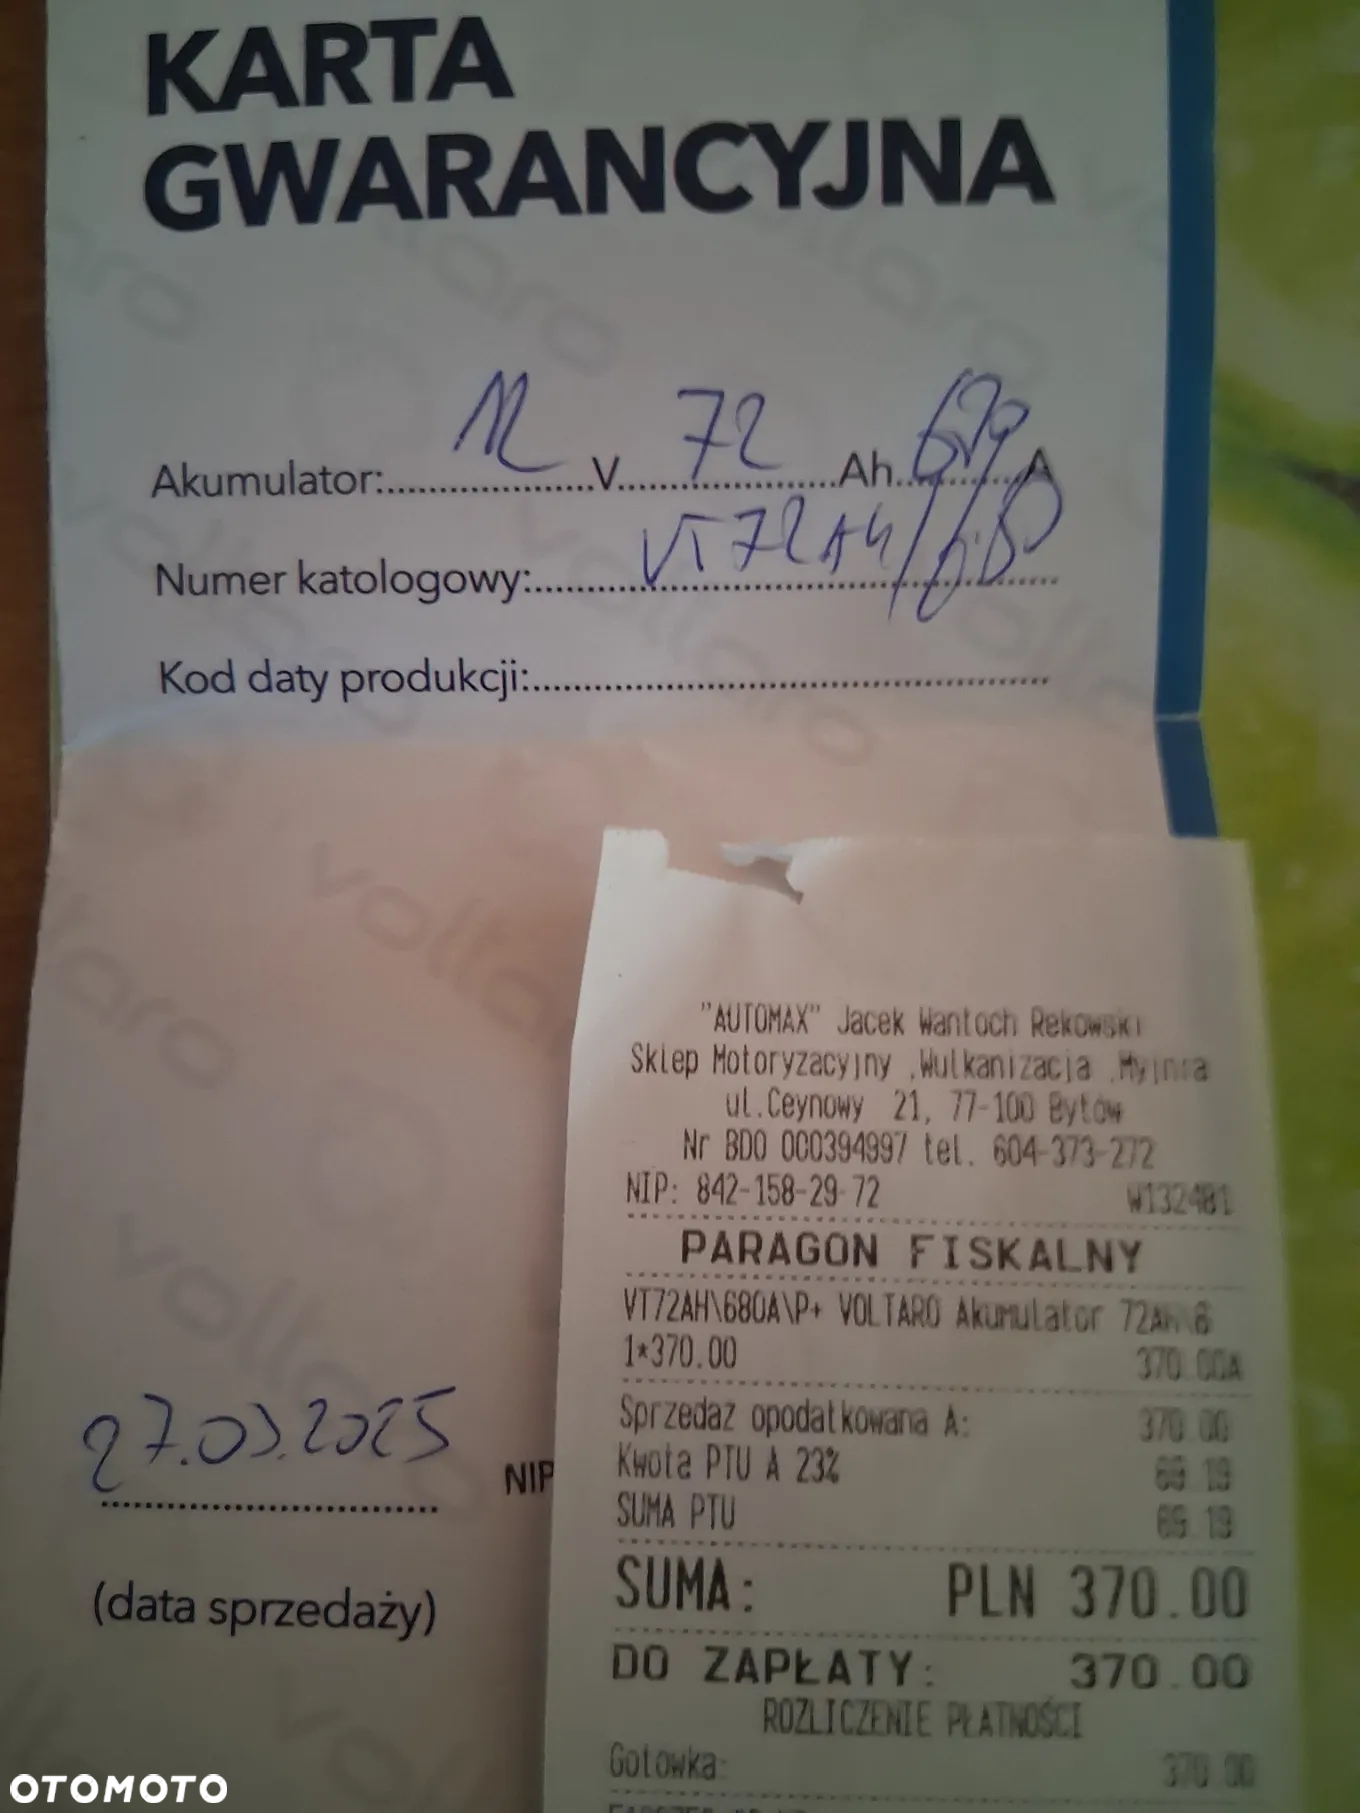 KARTA
GWARANCYJNA
Akumulator:....12....V....72....Ah....A
Numer katologowy:....VT72AH/680
Kod daty produkcji:....
"AUTOMAX" Jacek Wantoch Rekowski
Sklep Motoryzacyjny ,Wulkanizacja ,Myjnia
ul.Ceynowy 21, 77-100 Bytów
Nr BDO 000394997 tel. 604-373-272
NIP: 842-158-29-72 W132481
PARAGON FISKALNY
VT72AH\680A\P+ VOLTARO Akumulator 72AH\6
1*370.00 370.00A
Sprzedaż opodatkowana A: 370.00
Kwota PTU A 23% 69.19
SUMA PTU 69.19
SUMA: PLN 370.00
DO ZAPŁATY: 370.00
ROZLICZENIE PŁATNOŚCI
Gotówka: 370.00
27.03.2025
NIP
(data sprzedaży)
voltaro
OTOMOTO